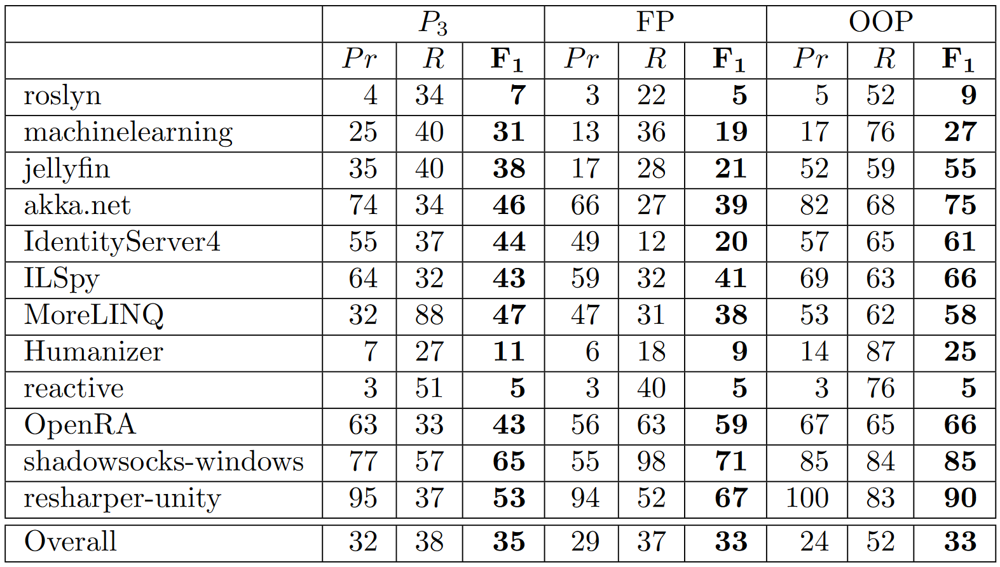 P3 FP OOP
Pr R F1 Pr R F1 Pr R F1
roslyn 4 34 7 3 22 5 5 52 9
machinelearning 25 40 31 13 36 19 17 76 27
jellyfin 35 40 38 17 28 21 52 59 55
akka.net 74 34 46 66 27 39 82 68 75
IdentityServer4 55 37 44 49 12 20 57 65 61
ILSpy 64 32 43 59 32 41 69 63 66
MoreLINQ 32 88 47 47 31 38 53 62 58
Humanizer 7 27 11 6 18 9 14 87 25
reactive 3 51 5 3 40 5 3 76 5
OpenRA 63 33 43 56 63 59 67 65 66
shadowsocks-windows 77 57 65 55 98 71 85 84 85
resharper-unity 95 37 53 94 52 67 100 83 90
Overall 32 38 35 29 37 33 24 52 33